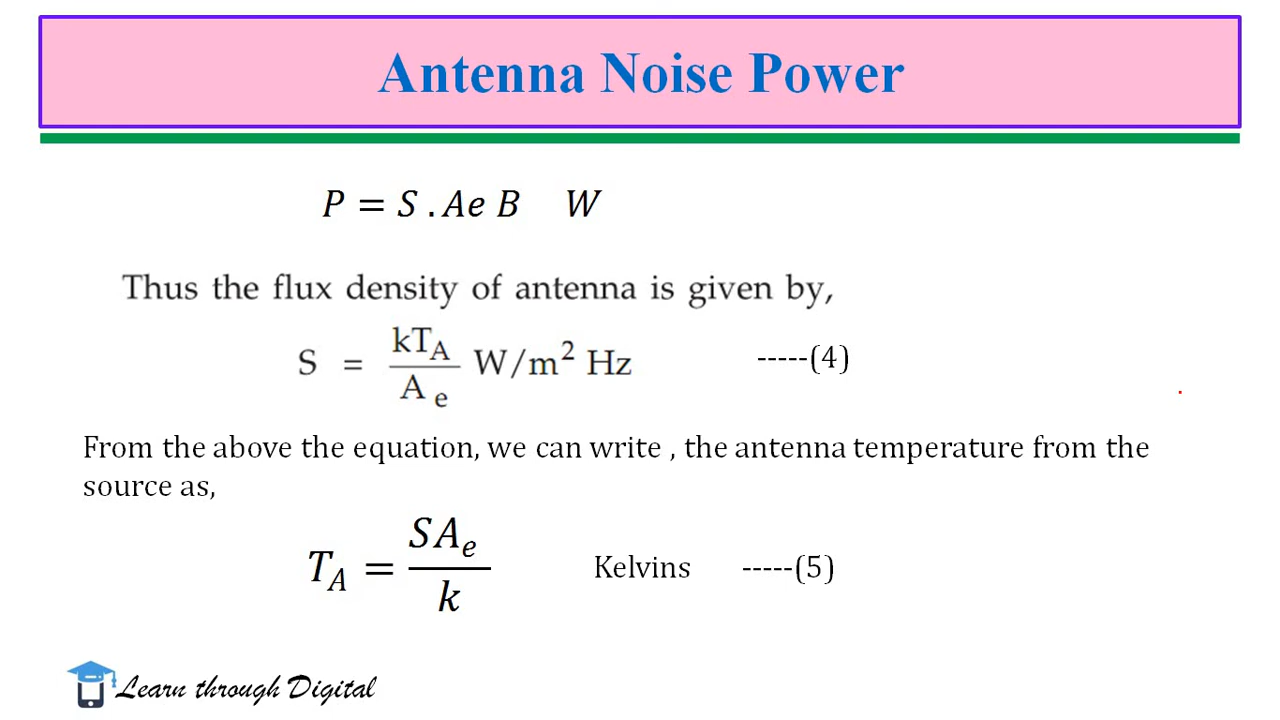 Antenna Noise Power
P = S . Ae B W
Thus the flux density of antenna is given by,
S = kT_A / A_e W/m² Hz -----(4)
From the above the equation, we can write , the antenna temperature from the
source as,
T_A = SA_e / k Kelvins -----(5)
Learn through Digital